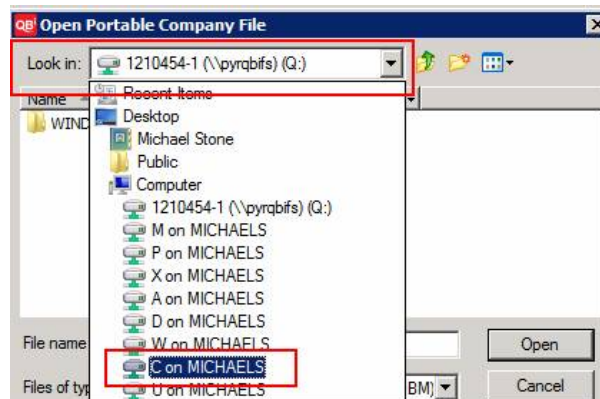 QB Open Portable Company File
Look in: 1210454-1 (\\pyrqbifs) (Q:)
Name
Recent Items
WIND
Desktop
Michael Stone
Public
Computer
1210454-1 (\\pyrqbifs) (Q:)
M on MICHAELS
P on MICHAELS
X on MICHAELS
A on MICHAELS
D on MICHAELS
File name
W on MICHAELS
Open
C on MICHAELS
Files of typ
U on MICHAELS
BM)
Cancel